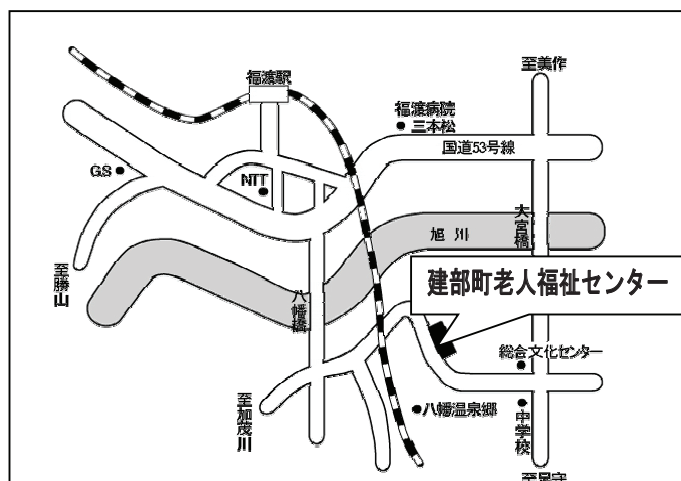 至美作
福渡駅
福渡病院
三本松
国道53号線
GS
NTT
大宮橋
旭川
至勝山
八幡橋
建部町老人福祉センター
総合文化センター
至加茂川
八幡温泉郷
中学校
至足守